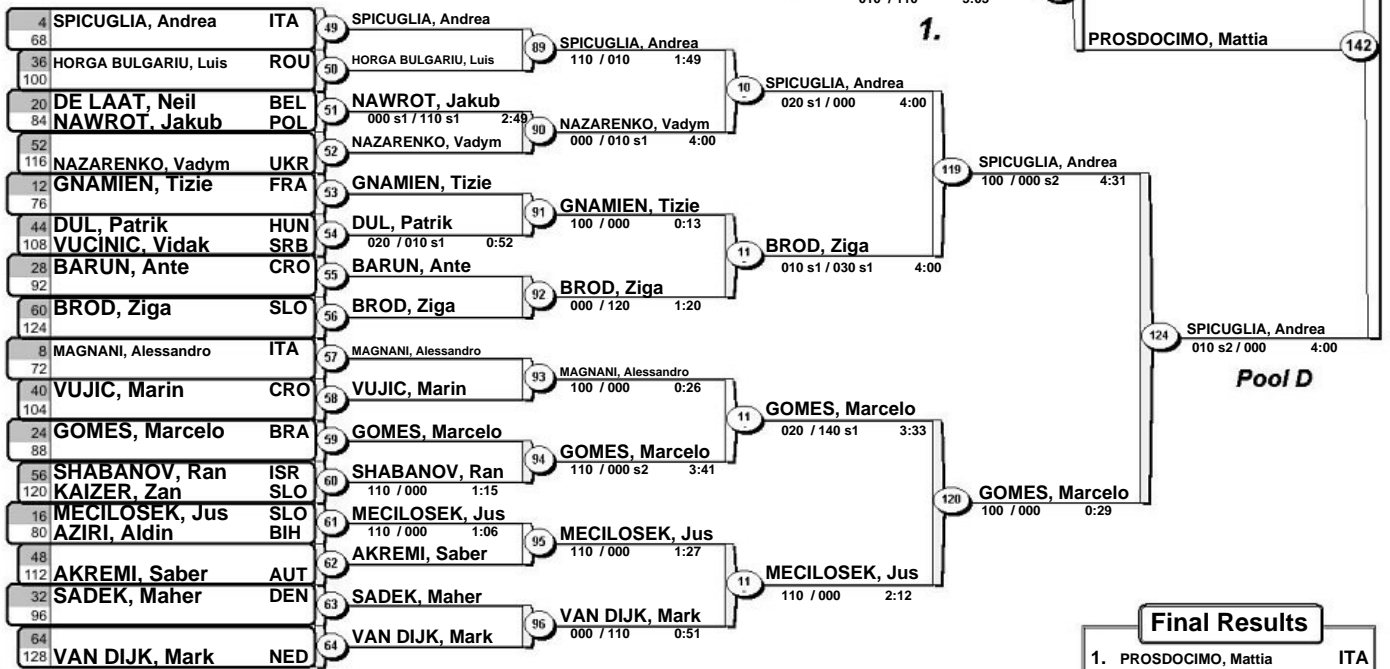 1.
PROSDOCIMO, Mattia
142
4 SPICUGLIA, Andrea ITA
68
49
SPICUGLIA, Andrea
36 HORGA BULGARIU, Luis ROU
100
50
HORGA BULGARIU, Luis
89
SPICUGLIA, Andrea
110 / 010 1:49
20 DE LAAT, Neil BEL
84 NAWROT, Jakub POL
51
NAWROT, Jakub
000 s1 / 110 s1 2:49
52
116 NAZARENKO, Vadym UKR
52
NAZARENKO, Vadym
90
NAZARENKO, Vadym
000 / 010 s1 4:00
10
SPICUGLIA, Andrea
020 s1 / 000 4:00
12 GNAMIEN, Tizie FRA
76
53
GNAMIEN, Tizie
44 DUL, Patrik HUN
108 VUCINIC, Vidak SRB
54
DUL, Patrik
020 / 010 s1 0:52
91
GNAMIEN, Tizie
100 / 000 0:13
28 BARUN, Ante CRO
92
55
BARUN, Ante
60 BROD, Ziga SLO
124
56
BROD, Ziga
92
BROD, Ziga
000 / 120 1:20
11
BROD, Ziga
010 s1 / 030 s1 4:00
119
SPICUGLIA, Andrea
100 / 000 s2 4:31
8 MAGNANI, Alessandro ITA
72
57
MAGNANI, Alessandro
40 VUJIC, Marin CRO
104
58
VUJIC, Marin
93
MAGNANI, Alessandro
100 / 000 0:26
24 GOMES, Marcelo BRA
88
59
GOMES, Marcelo
56 SHABANOV, Ran ISR
120 KAIZER, Zan SLO
60
SHABANOV, Ran
110 / 000 1:15
94
GOMES, Marcelo
110 / 000 s2 3:41
11
GOMES, Marcelo
020 / 140 s1 3:33
16 MECILOSEK, Jus SLO
80 AZIRI, Aldin BIH
61
MECILOSEK, Jus
110 / 000 1:06
48
112 AKREMI, Saber AUT
62
AKREMI, Saber
95
MECILOSEK, Jus
110 / 000 1:27
32 SADEK, Maher DEN
96
63
SADEK, Maher
64
128 VAN DIJK, Mark NED
64
VAN DIJK, Mark
96
VAN DIJK, Mark
000 / 110 0:51
11
MECILOSEK, Jus
110 / 000 2:12
120
GOMES, Marcelo
100 / 000 0:29
124
SPICUGLIA, Andrea
010 s2 / 000 4:00
Pool D
Final Results
1. PROSDOCIMO, Mattia ITA